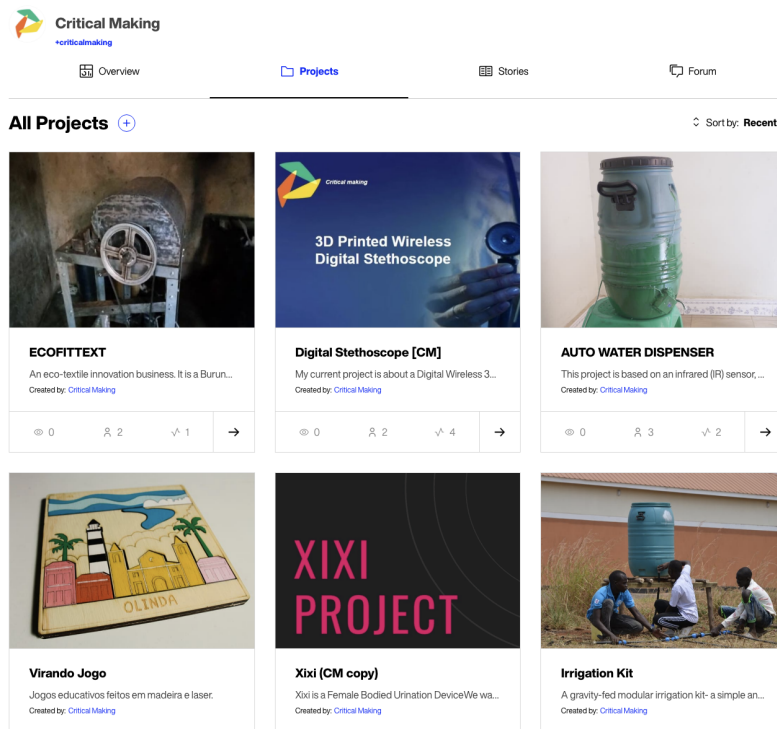 Critical Making
+criticalmaking
Overview
Projects
Stories
Forum
All Projects
Sort by: Recent
Critical making
3D Printed Wireless
Digital Stethoscope
ECOFITTEXT
An eco-textile innovation business. It is a Burun...
Created by: Critical Making
0 2 1
Digital Stethoscope [CM]
My current project is about a Digital Wireless 3...
Created by: Critical Making
0 2 4
AUTO WATER DISPENSER
This project is based on an infrared (IR) sensor, ...
Created by: Critical Making
0 3 2
OLINDA
XIXI
PROJECT
Virando Jogo
Jogos educativos feitos em madeira e laser.
Created by: Critical Making
Xixi (CM copy)
Xixi is a Female Bodied Urination DeviceWe wa...
Created by: Critical Making
Irrigation Kit
A gravity-fed modular irrigation kit- a simple an...
Created by: Critical Making